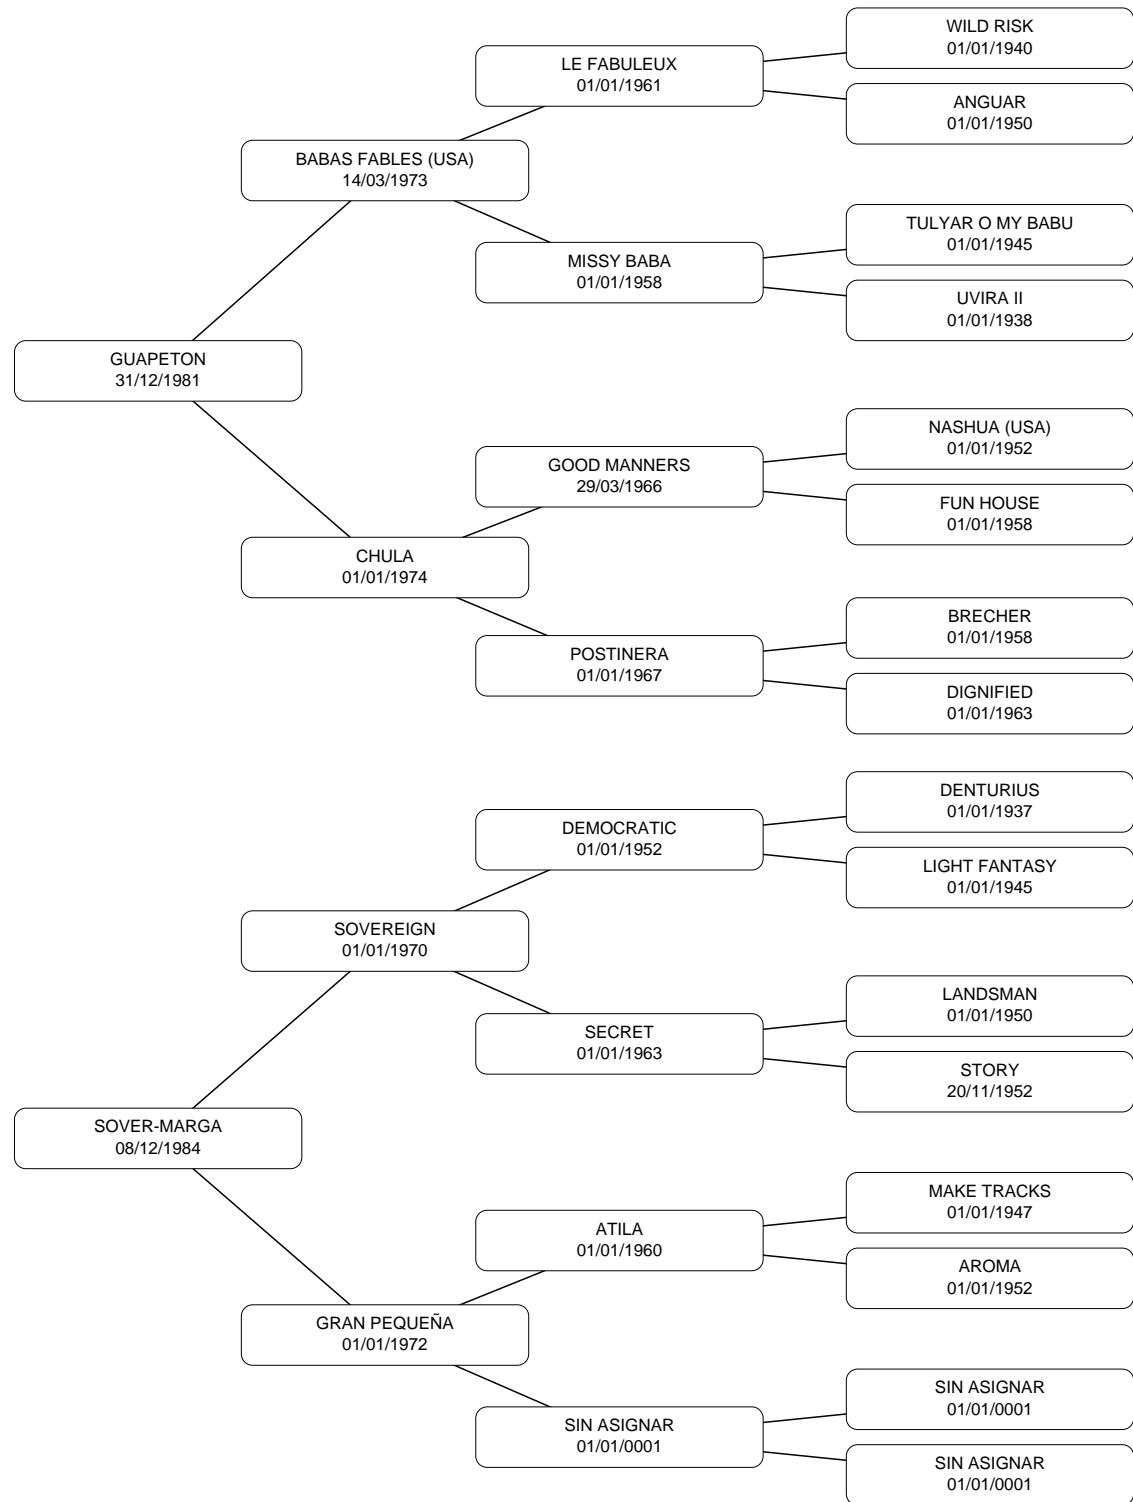 WILD RISK
01/01/1940
LE FABULEUX
01/01/1961
ANGUAR
01/01/1950
BABAS FABLES (USA)
14/03/1973
TULYAR O MY BABU
01/01/1945
MISSY BABA
01/01/1958
UVIRA II
01/01/1938
GUAPETON
31/12/1981
NASHUA (USA)
01/01/1952
GOOD MANNERS
29/03/1966
FUN HOUSE
01/01/1958
CHULA
01/01/1974
BRECHER
01/01/1958
POSTINERA
01/01/1967
DIGNIFIED
01/01/1963
DENTURIUS
01/01/1937
DEMOCRATIC
01/01/1952
LIGHT FANTASY
01/01/1945
SOVEREIGN
01/01/1970
LANDSMAN
01/01/1950
SECRET
01/01/1963
STORY
20/11/1952
SOVER-MARGA
08/12/1984
MAKE TRACKS
01/01/1947
ATILA
01/01/1960
AROMA
01/01/1952
GRAN PEQUEÑA
01/01/1972
SIN ASIGNAR
01/01/0001
SIN ASIGNAR
01/01/0001
SIN ASIGNAR
01/01/0001